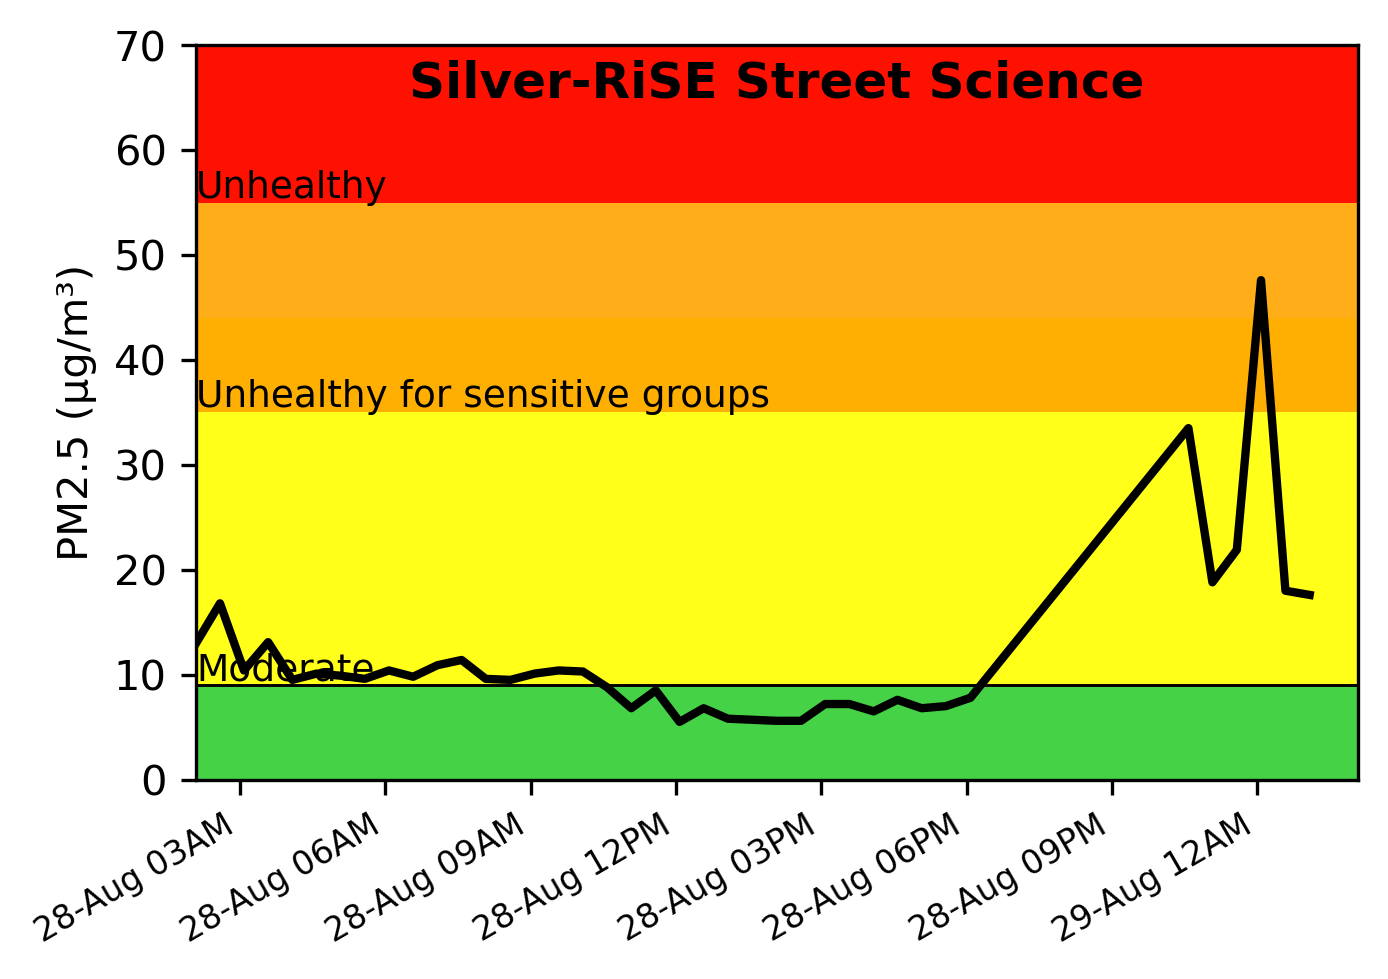 Silver-RiSE Street Science
70
60
50
40
30
20
10
0
PM2.5 (µg/m³)
Unhealthy
Unhealthy for sensitive groups
Moderate
28-Aug 03AM
28-Aug 06AM
28-Aug 09AM
28-Aug 12PM
28-Aug 03PM
28-Aug 06PM
28-Aug 09PM
29-Aug 12AM